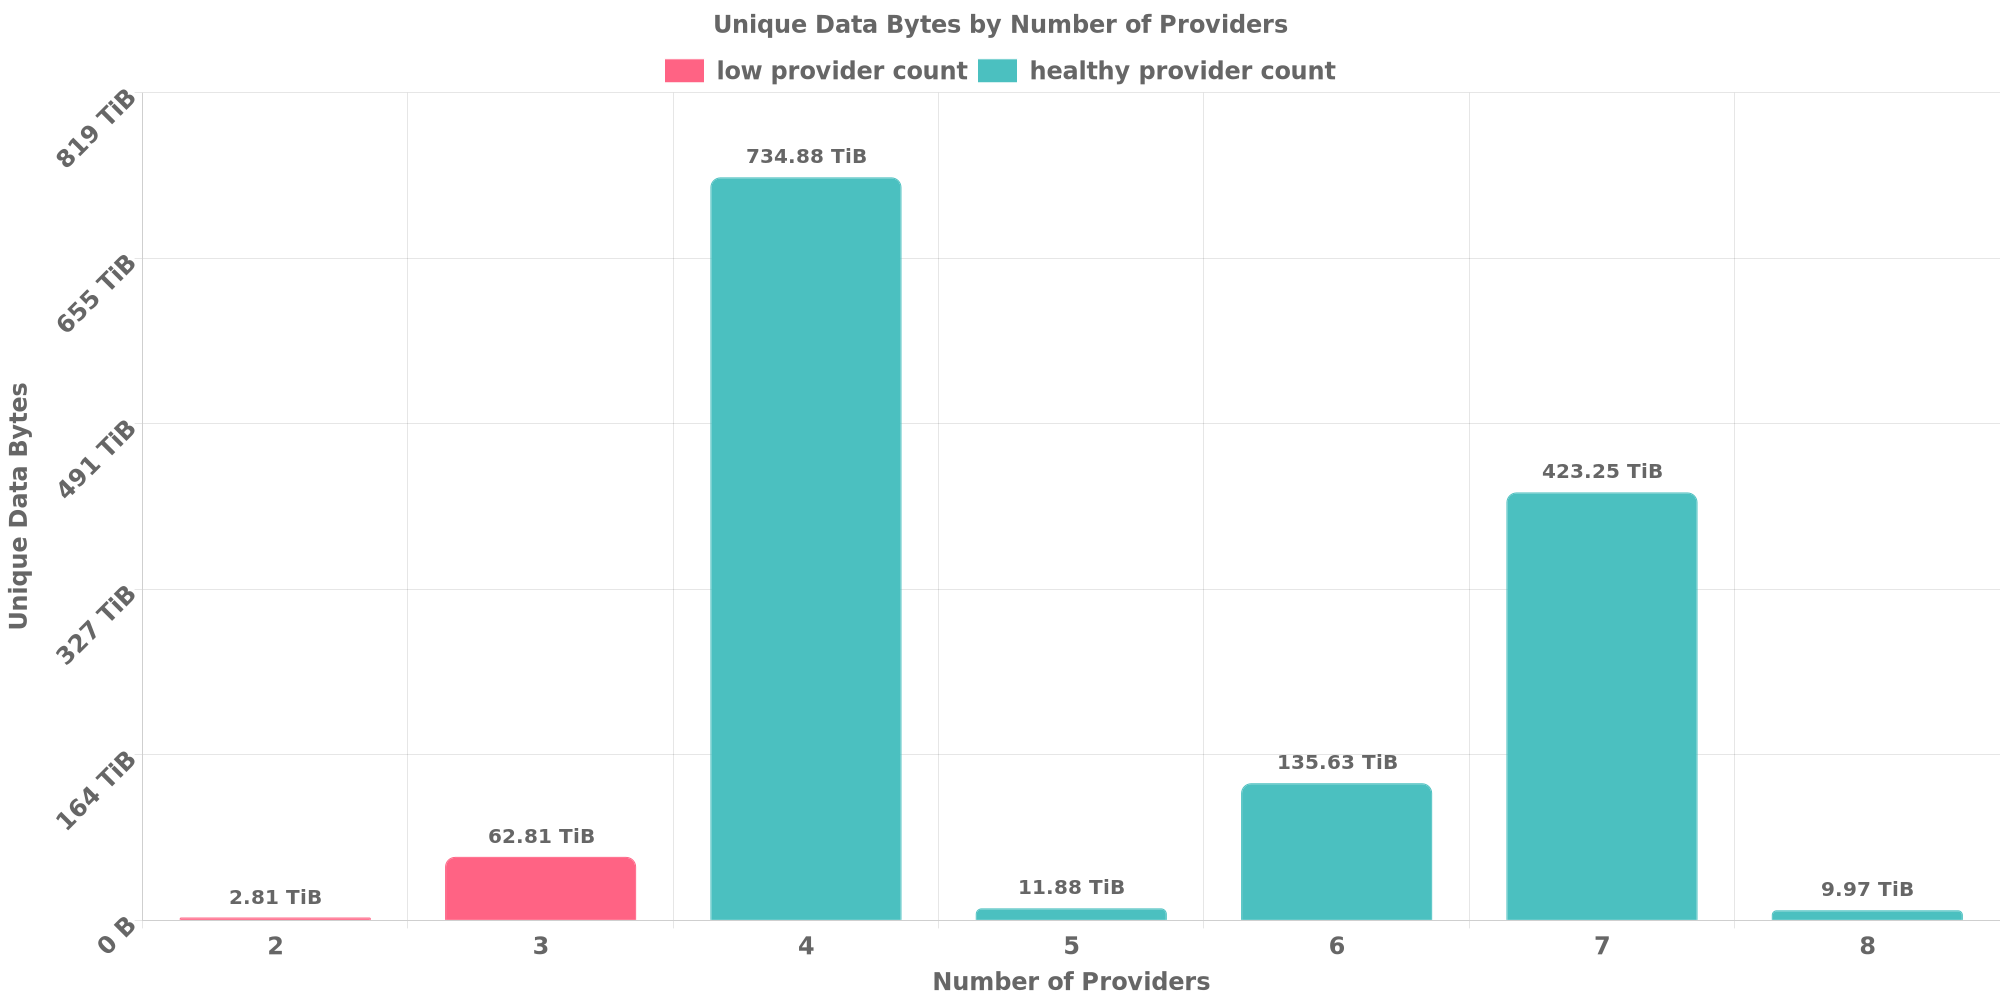 Unique Data Bytes by Number of Providers
low provider count healthy provider count
819 TiB
655 TiB
491 TiB
327 TiB
164 TiB
0 B
Unique Data Bytes
2.81 TiB
62.81 TiB
734.88 TiB
11.88 TiB
135.63 TiB
423.25 TiB
9.97 TiB
2 3 4 5 6 7 8
Number of Providers